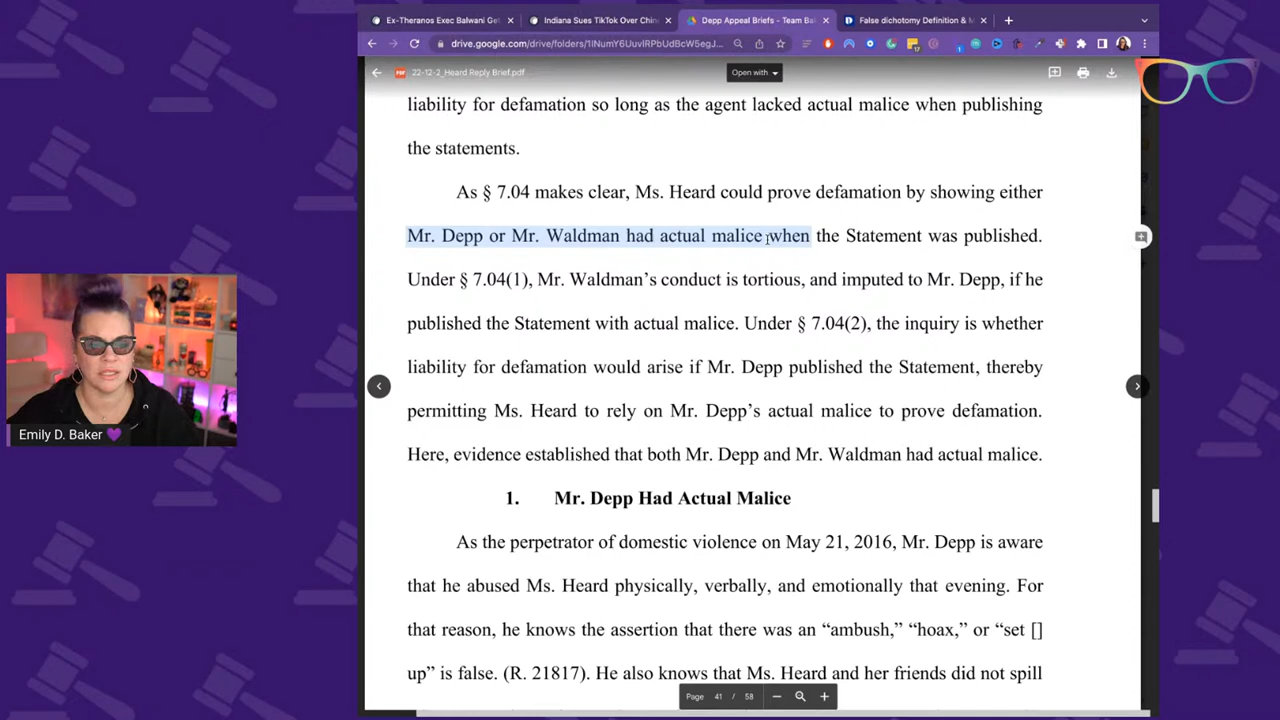 Ex-Theranos Exec Balwani Ge
Indiana Sues TikTok Over Chin
Depp Appeal Briefs - Team Ba
False dichotomy Definition & M
drive.google.com/drive/folders/1INumY6UuvIRPbUdBcW5egJ...
22-12-2_Heard Reply Brief.pdf
Open with
liability for defamation so long as the agent lacked actual malice when publishing
the statements.
As § 7.04 makes clear, Ms. Heard could prove defamation by showing either
Mr. Depp or Mr. Waldman had actual malice when the Statement was published.
Under § 7.04(1), Mr. Waldman’s conduct is tortious, and imputed to Mr. Depp, if he
published the Statement with actual malice. Under § 7.04(2), the inquiry is whether
liability for defamation would arise if Mr. Depp published the Statement, thereby
permitting Ms. Heard to rely on Mr. Depp’s actual malice to prove defamation.
Here, evidence established that both Mr. Depp and Mr. Waldman had actual malice.
1. Mr. Depp Had Actual Malice
As the perpetrator of domestic violence on May 21, 2016, Mr. Depp is aware
that he abused Ms. Heard physically, verbally, and emotionally that evening. For
that reason, he knows the assertion that there was an “ambush,” “hoax,” or “set []
up” is false. (R. 21817). He also knows that Ms. Heard and her friends did not spill
Page 41 / 58
Emily D. Baker 💜